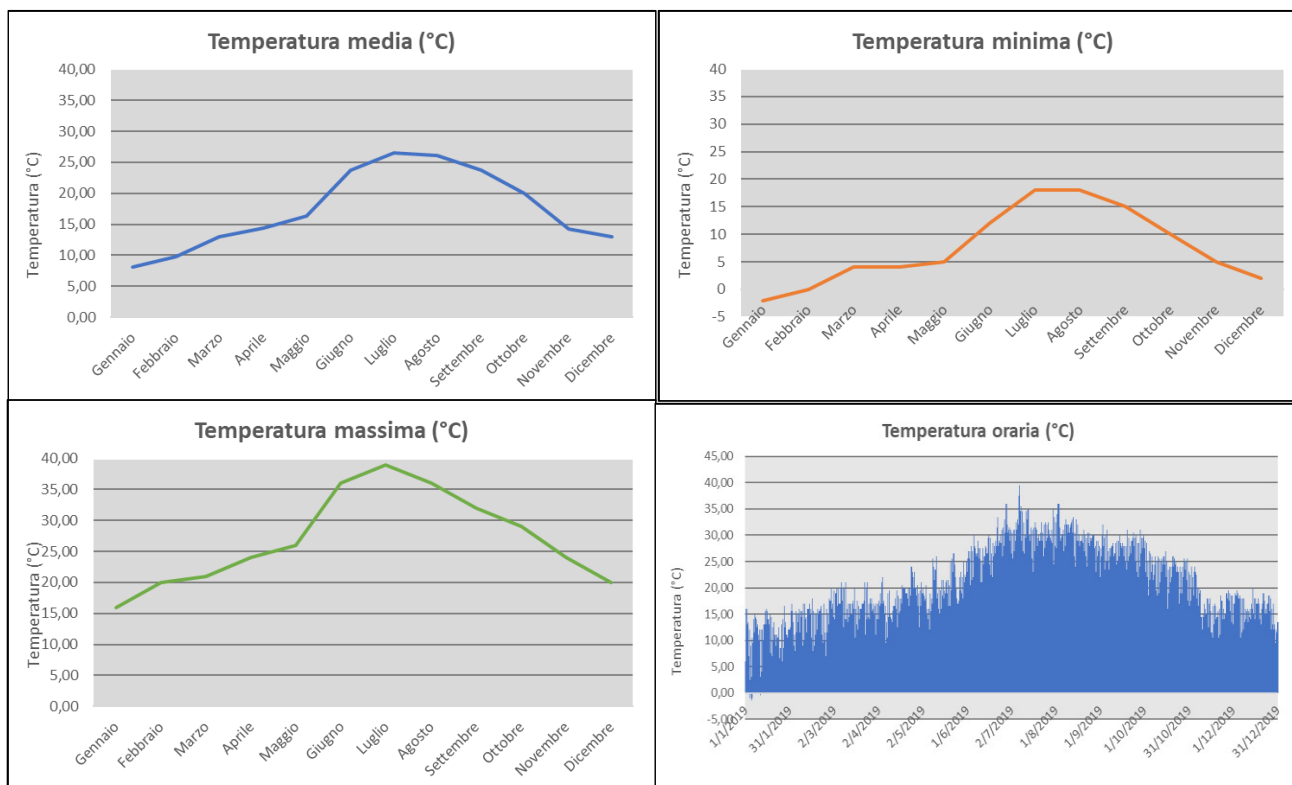 Temperatura media (°C)
Temperatura (°C)
40,00
35,00
30,00
25,00
20,00
15,00
10,00
5,00
0,00
Gennaio
Febbraio
Marzo
Aprile
Maggio
Giugno
Luglio
Agosto
Settembre
Ottobre
Novembre
Dicembre
Temperatura minima (°C)
Temperatura (°C)
40
35
30
25
20
15
10
5
0
-5
Gennaio
Febbraio
Marzo
Aprile
Maggio
Giugno
Luglio
Agosto
Settembre
Ottobre
Novembre
Dicembre
Temperatura massima (°C)
Temperatura (°C)
40,00
35,00
30,00
25,00
20,00
15,00
10,00
5,00
0,00
Gennaio
Febbraio
Marzo
Aprile
Maggio
Giugno
Luglio
Agosto
Settembre
Ottobre
Novembre
Dicembre
Temperatura oraria (°C)
Temperatura (°C)
45,00
40,00
35,00
30,00
25,00
20,00
15,00
10,00
5,00
0,00
-5,00
1/1/2019
31/1/2019
2/3/2019
2/4/2019
2/5/2019
1/6/2019
2/7/2019
1/8/2019
1/9/2019
1/10/2019
31/10/2019
1/12/2019
31/12/2019